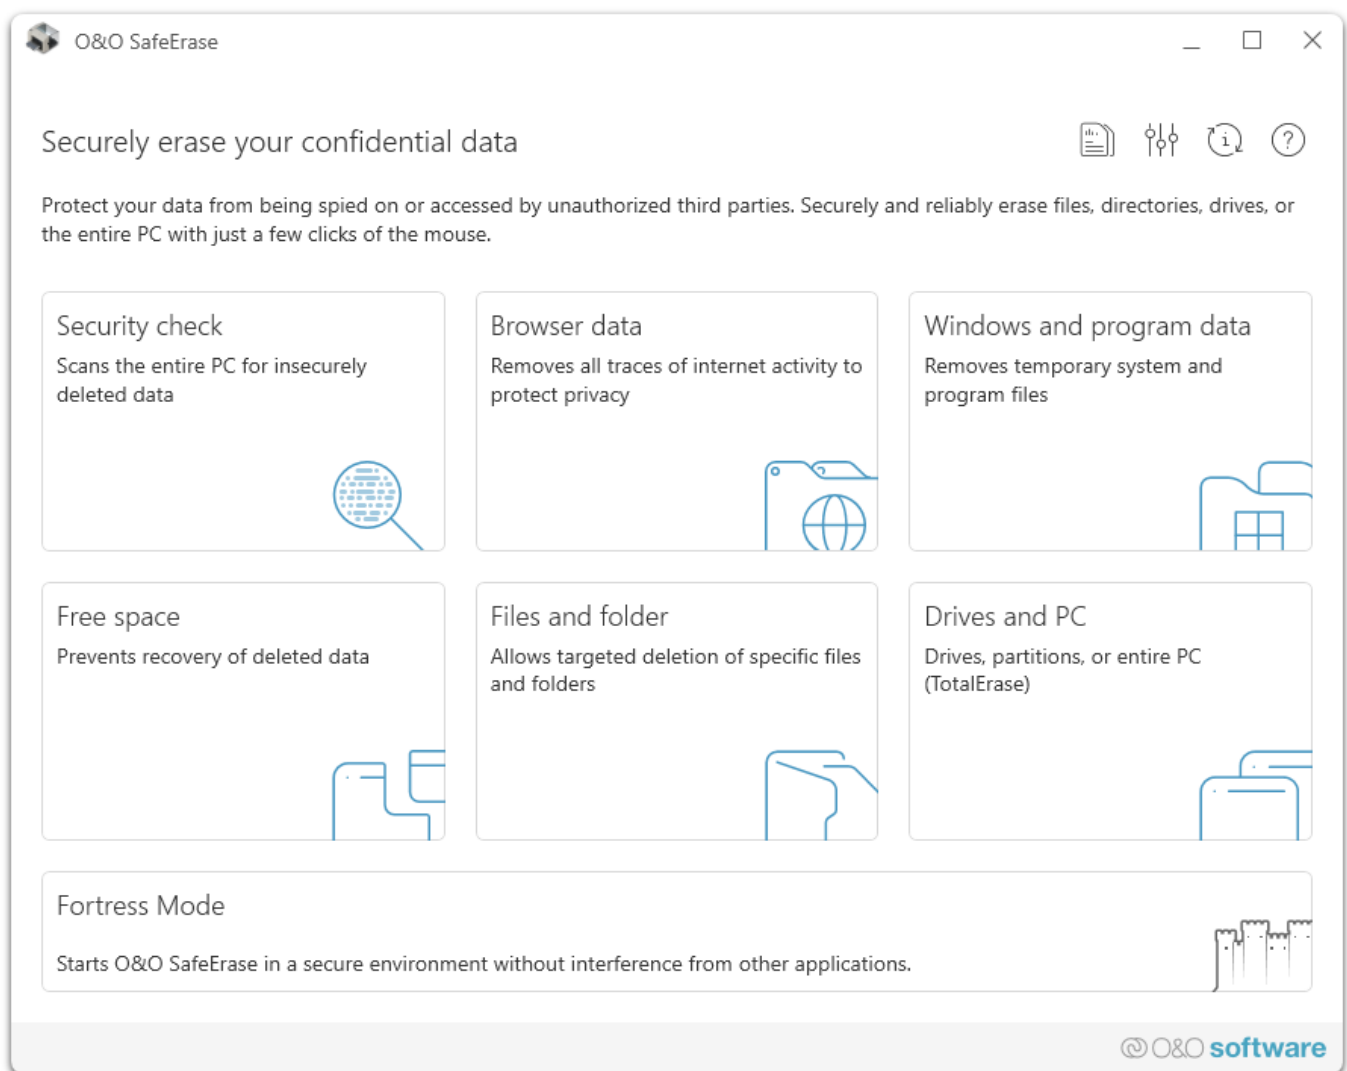 O&O SafeErase
Securely erase your confidential data
Protect your data from being spied on or accessed by unauthorized third parties. Securely and reliably erase files, directories, drives, or
the entire PC with just a few clicks of the mouse.
Security check
Scans the entire PC for insecurely
deleted data
Browser data
Removes all traces of internet activity to
protect privacy
Windows and program data
Removes temporary system and
program files
Free space
Prevents recovery of deleted data
Files and folder
Allows targeted deletion of specific files
and folders
Drives and PC
Drives, partitions, or entire PC
(TotalErase)
Fortress Mode
Starts O&O SafeErase in a secure environment without interference from other applications.
O&O software